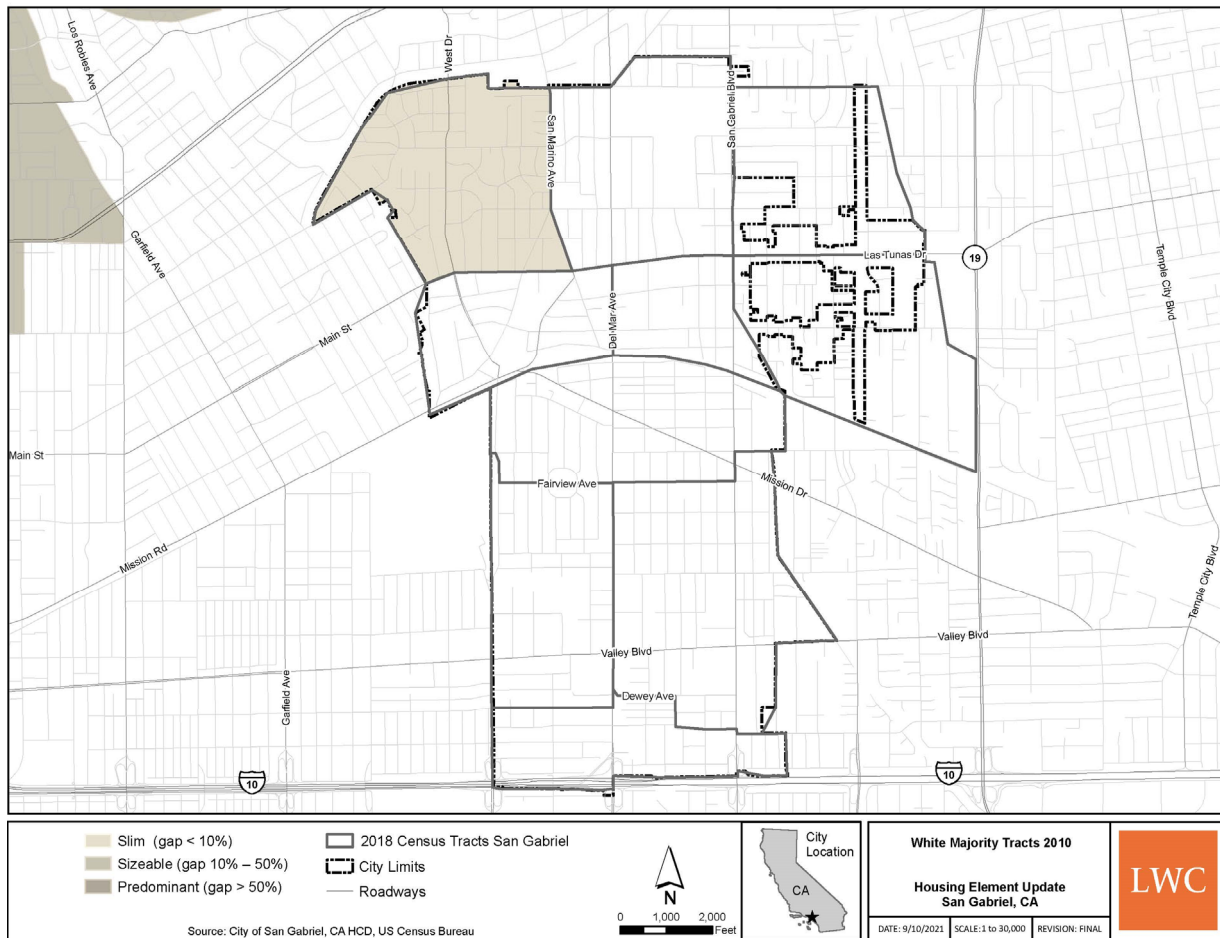 Los Robles Ave
West Dr
San Marino Ave
San Gabriel Blvd
Garfield Ave
Las Tunas Dr
19
Temple City Blvd
Main St
Del Mar Ave
Main St
Fairview Ave
Mission Dr
Mission Rd
Temple City Blvd
Valley Blvd
Valley Blvd
Dewey Ave
Garfield Ave
10
10
Slim (gap < 10%)
Sizeable (gap 10% – 50%)
Predominant (gap > 50%)
2018 Census Tracts San Gabriel
City Limits
Roadways
Source: City of San Gabriel, CA HCD, US Census Bureau
N
0 1,000 2,000
Feet
City
Location
CA
White Majority Tracts 2010
Housing Element Update
San Gabriel, CA
DATE: 9/10/2021 SCALE:1 to 30,000 REVISION: FINAL
LWC